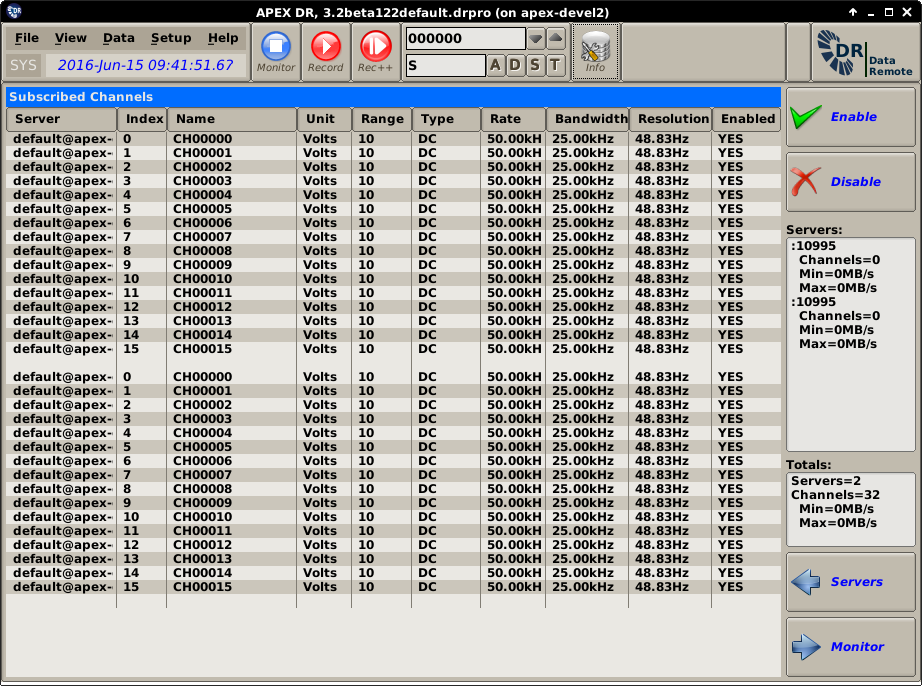 APEX DR, 3.2beta122default.drpro (on apex-devel2)
File View Data Setup Help
SYS 2016-Jun-15 09:41:51.67
Monitor Record Rec++
000000
S A D S T
Info
DR Data Remote
Subscribed Channels
Server Index Name Unit Range Type Rate Bandwidth Resolution Enabled
default@apex- 0 CH00000 Volts 10 DC 50.00kH 25.00kHz 48.83Hz YES
default@apex- 1 CH00001 Volts 10 DC 50.00kH 25.00kHz 48.83Hz YES
default@apex- 2 CH00002 Volts 10 DC 50.00kH 25.00kHz 48.83Hz YES
default@apex- 3 CH00003 Volts 10 DC 50.00kH 25.00kHz 48.83Hz YES
default@apex- 4 CH00004 Volts 10 DC 50.00kH 25.00kHz 48.83Hz YES
default@apex- 5 CH00005 Volts 10 DC 50.00kH 25.00kHz 48.83Hz YES
default@apex- 6 CH00006 Volts 10 DC 50.00kH 25.00kHz 48.83Hz YES
default@apex- 7 CH00007 Volts 10 DC 50.00kH 25.00kHz 48.83Hz YES
default@apex- 8 CH00008 Volts 10 DC 50.00kH 25.00kHz 48.83Hz YES
default@apex- 9 CH00009 Volts 10 DC 50.00kH 25.00kHz 48.83Hz YES
default@apex- 10 CH00010 Volts 10 DC 50.00kH 25.00kHz 48.83Hz YES
default@apex- 11 CH00011 Volts 10 DC 50.00kH 25.00kHz 48.83Hz YES
default@apex- 12 CH00012 Volts 10 DC 50.00kH 25.00kHz 48.83Hz YES
default@apex- 13 CH00013 Volts 10 DC 50.00kH 25.00kHz 48.83Hz YES
default@apex- 14 CH00014 Volts 10 DC 50.00kH 25.00kHz 48.83Hz YES
default@apex- 15 CH00015 Volts 10 DC 50.00kH 25.00kHz 48.83Hz YES
default@apex- 0 CH00000 Volts 10 DC 50.00kH 25.00kHz 48.83Hz YES
default@apex- 1 CH00001 Volts 10 DC 50.00kH 25.00kHz 48.83Hz YES
default@apex- 2 CH00002 Volts 10 DC 50.00kH 25.00kHz 48.83Hz YES
default@apex- 3 CH00003 Volts 10 DC 50.00kH 25.00kHz 48.83Hz YES
default@apex- 4 CH00004 Volts 10 DC 50.00kH 25.00kHz 48.83Hz YES
default@apex- 5 CH00005 Volts 10 DC 50.00kH 25.00kHz 48.83Hz YES
default@apex- 6 CH00006 Volts 10 DC 50.00kH 25.00kHz 48.83Hz YES
default@apex- 7 CH00007 Volts 10 DC 50.00kH 25.00kHz 48.83Hz YES
default@apex- 8 CH00008 Volts 10 DC 50.00kH 25.00kHz 48.83Hz YES
default@apex- 9 CH00009 Volts 10 DC 50.00kH 25.00kHz 48.83Hz YES
default@apex- 10 CH00010 Volts 10 DC 50.00kH 25.00kHz 48.83Hz YES
default@apex- 11 CH00011 Volts 10 DC 50.00kH 25.00kHz 48.83Hz YES
default@apex- 12 CH00012 Volts 10 DC 50.00kH 25.00kHz 48.83Hz YES
default@apex- 13 CH00013 Volts 10 DC 50.00kH 25.00kHz 48.83Hz YES
default@apex- 14 CH00014 Volts 10 DC 50.00kH 25.00kHz 48.83Hz YES
default@apex- 15 CH00015 Volts 10 DC 50.00kH 25.00kHz 48.83Hz YES
Enable
Disable
Servers:
:10995
Channels=0
Min=0MB/s
Max=0MB/s
:10995
Channels=0
Min=0MB/s
Max=0MB/s
Totals:
Servers=2
Channels=32
Min=0MB/s
Max=0MB/s
Servers
Monitor